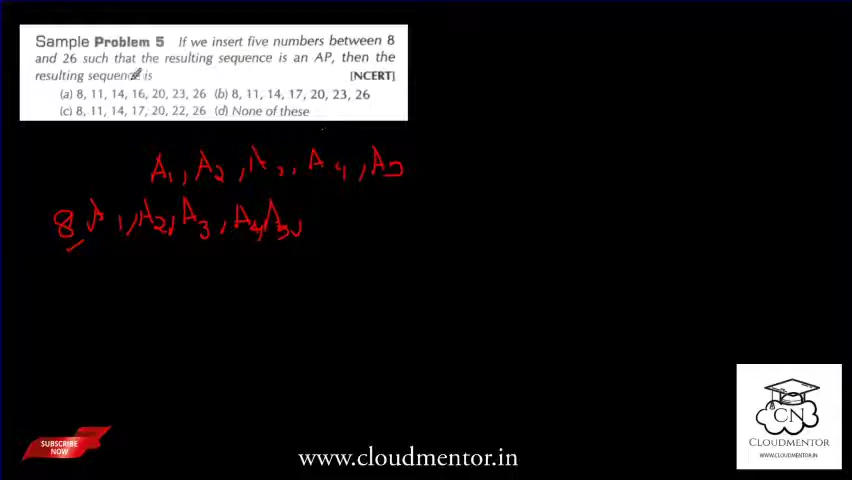 Sample Problem 5 If we insert five numbers between 8
and 26 such that the resulting sequence is an AP, then the
resulting sequence is [NCERT]
(a) 8, 11, 14, 16, 20, 23, 26 (b) 8, 11, 14, 17, 20, 23, 26
(c) 8, 11, 14, 17, 20, 22, 26 (d) None of these
A1, A2, A3, A4, A5
8 A1, A2, A3, A4, A5,
CN
CLOUDMENTOR
WWW.CLOUDMENTOR.IN
SUBSCRIBE
NOW
www.cloudmentor.in